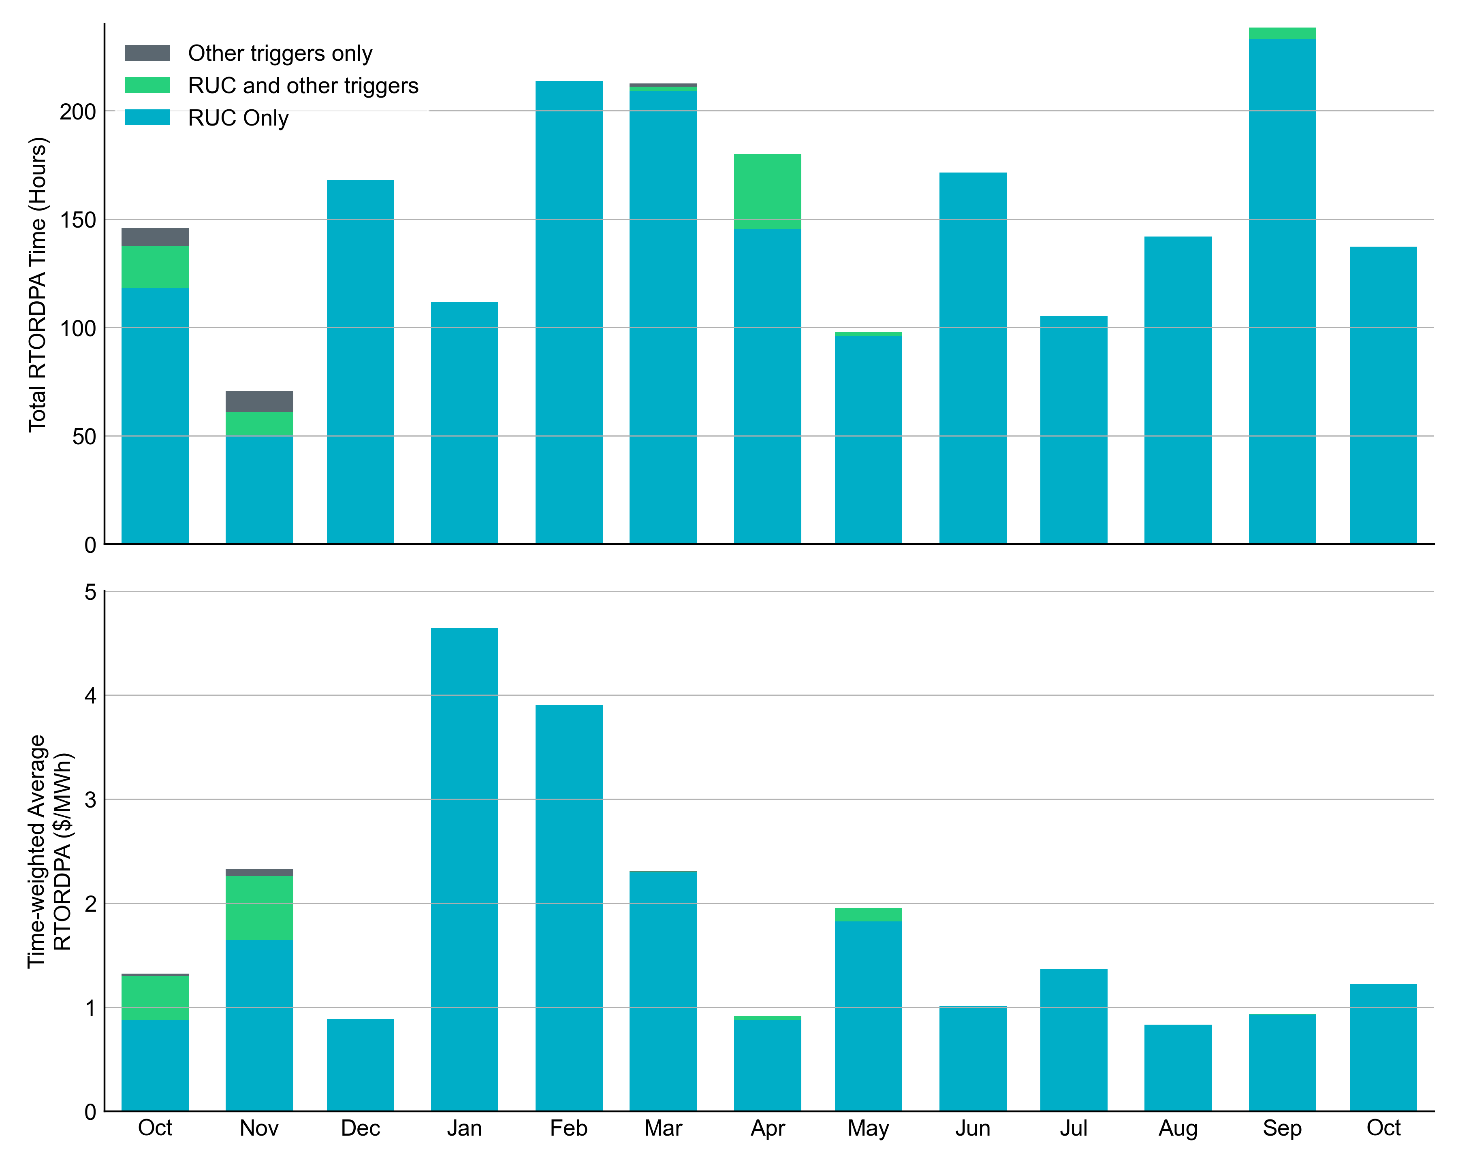 Other triggers only
RUC and other triggers
RUC Only
Total RTORDPA Time (Hours)
200
150
100
50
0
Time-weighted Average
RTORDPA ($/MWh)
5
4
3
2
1
0
Oct Nov Dec Jan Feb Mar Apr May Jun Jul Aug Sep Oct